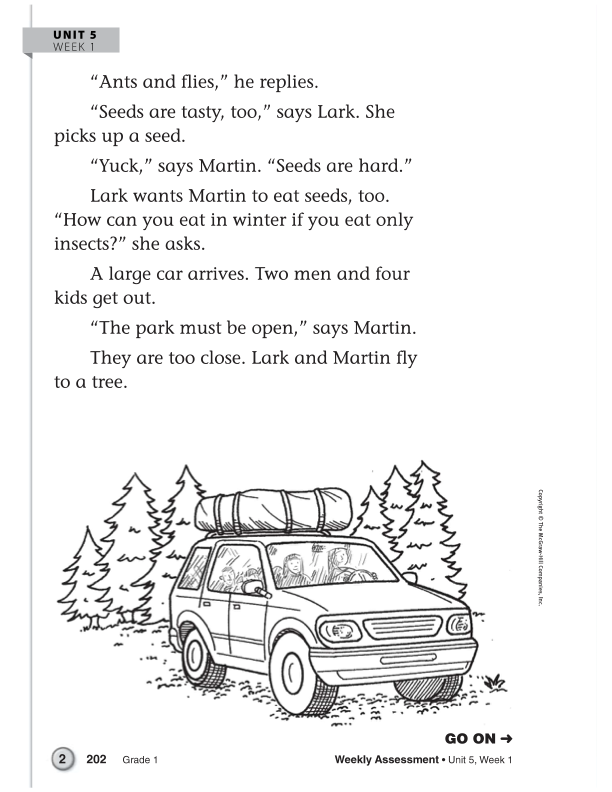 UNIT 5
WEEK 1
“Ants and flies,” he replies.
“Seeds are tasty, too,” says Lark. She
picks up a seed.
“Yuck,” says Martin. “Seeds are hard.”
Lark wants Martin to eat seeds, too.
“How can you eat in winter if you eat only
insects?” she asks.
A large car arrives. Two men and four
kids get out.
“The park must be open,” says Martin.
They are too close. Lark and Martin fly
to a tree.
Copyright © The McGraw-Hill Companies, Inc.
GO ON ➜
2 202 Grade 1 Weekly Assessment • Unit 5, Week 1